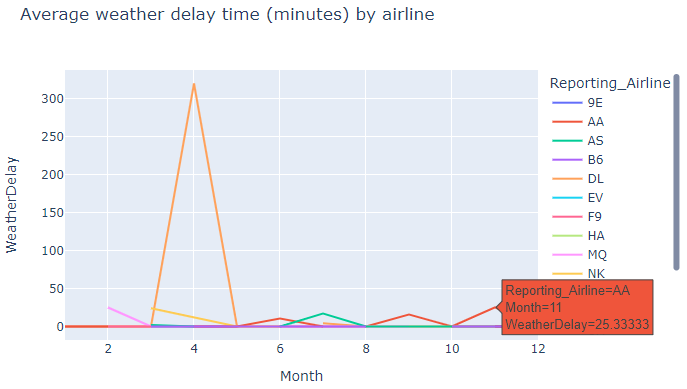 Average weather delay time (minutes) by airline
Reporting_Airline
9E
AA
AS
B6
DL
EV
F9
HA
MQ
NK
WeatherDelay
300
250
200
150
100
50
0
Reporting_Airline=AA
Month=11
WeatherDelay=25.33333
2 4 6 8 10 12
Month